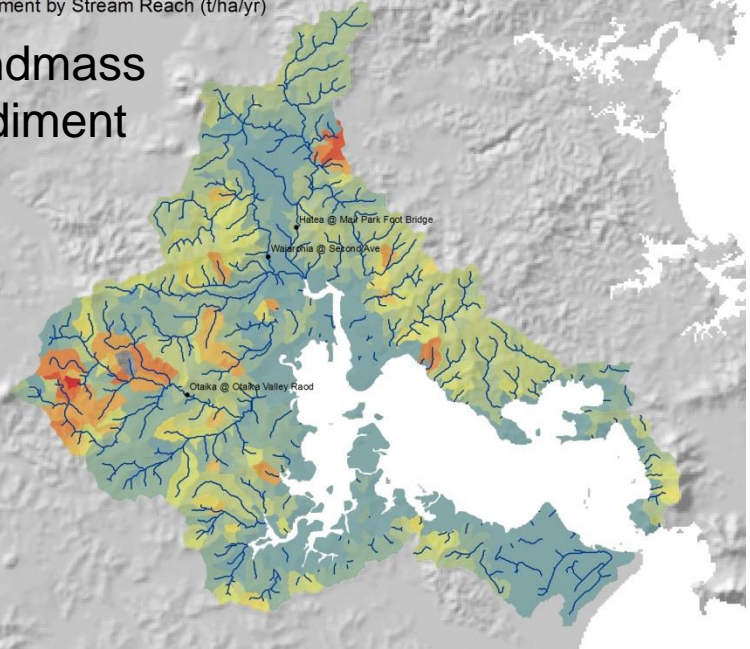 ment by Stream Reach (t/ha/yr)
ndmass
diment
Hatea @ Mair Park Foot Bridge
Waiarohia @ Second Ave
Otaika @ Otaika Valley Raod